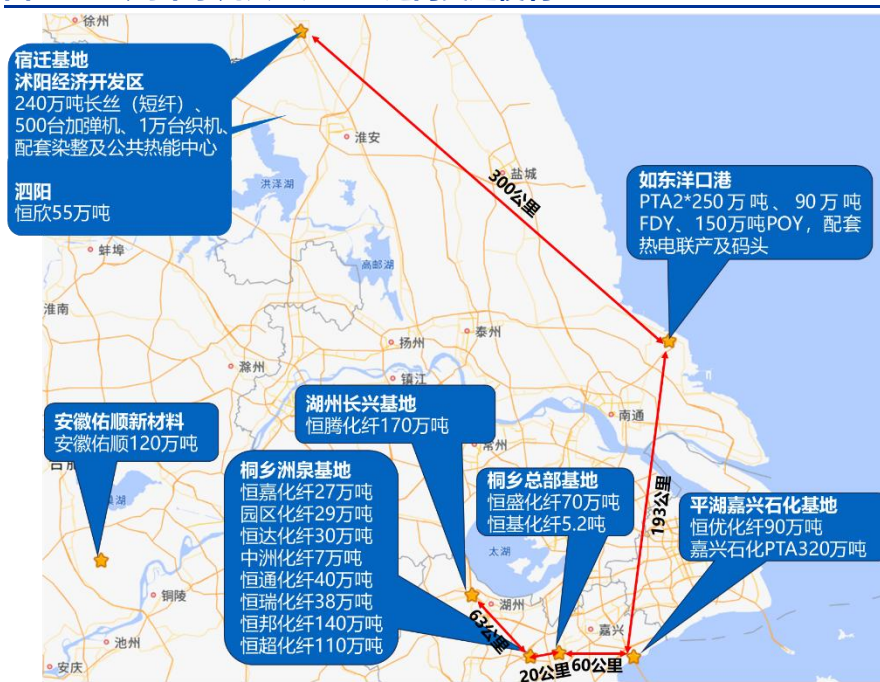 徐州
宿迁基地
沭阳经济开发区
240万吨长丝（短纤）、
500台加弹机、1万台织机、
配套染整及公共热能中心
泗阳
恒欣55万吨
淮安
洪泽湖
盐城
300公里
如东洋口港
PTA2*250万吨、90万吨
FDY、150万吨POY，配套
热电联产及码头
蚌埠
高邮湖
淮南
滁州
扬州
泰州
镇江
南通
安徽佑顺新材料
安徽佑顺120万吨
湖州长兴基地
恒腾化纤170万吨
常州
桐乡洲泉基地
恒嘉化纤27万吨
园区化纤29万吨
恒达化纤30万吨
中洲化纤7万吨
恒通化纤40万吨
恒瑞化纤38万吨
恒邦化纤140万吨
恒超化纤110万吨
桐乡总部基地
恒盛化纤70万吨
恒基化纤5.2吨
193公里
平湖嘉兴石化基地
恒优化纤90万吨
嘉兴石化PTA320万吨
太湖
铜陵
湖州
63公里
嘉兴
池州
安庆
20公里
60公里